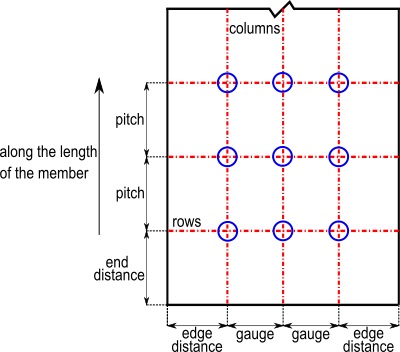 columns
pitch
along the length
of the member
pitch
rows
end
distance
edge
distance
gauge
gauge
edge
distance